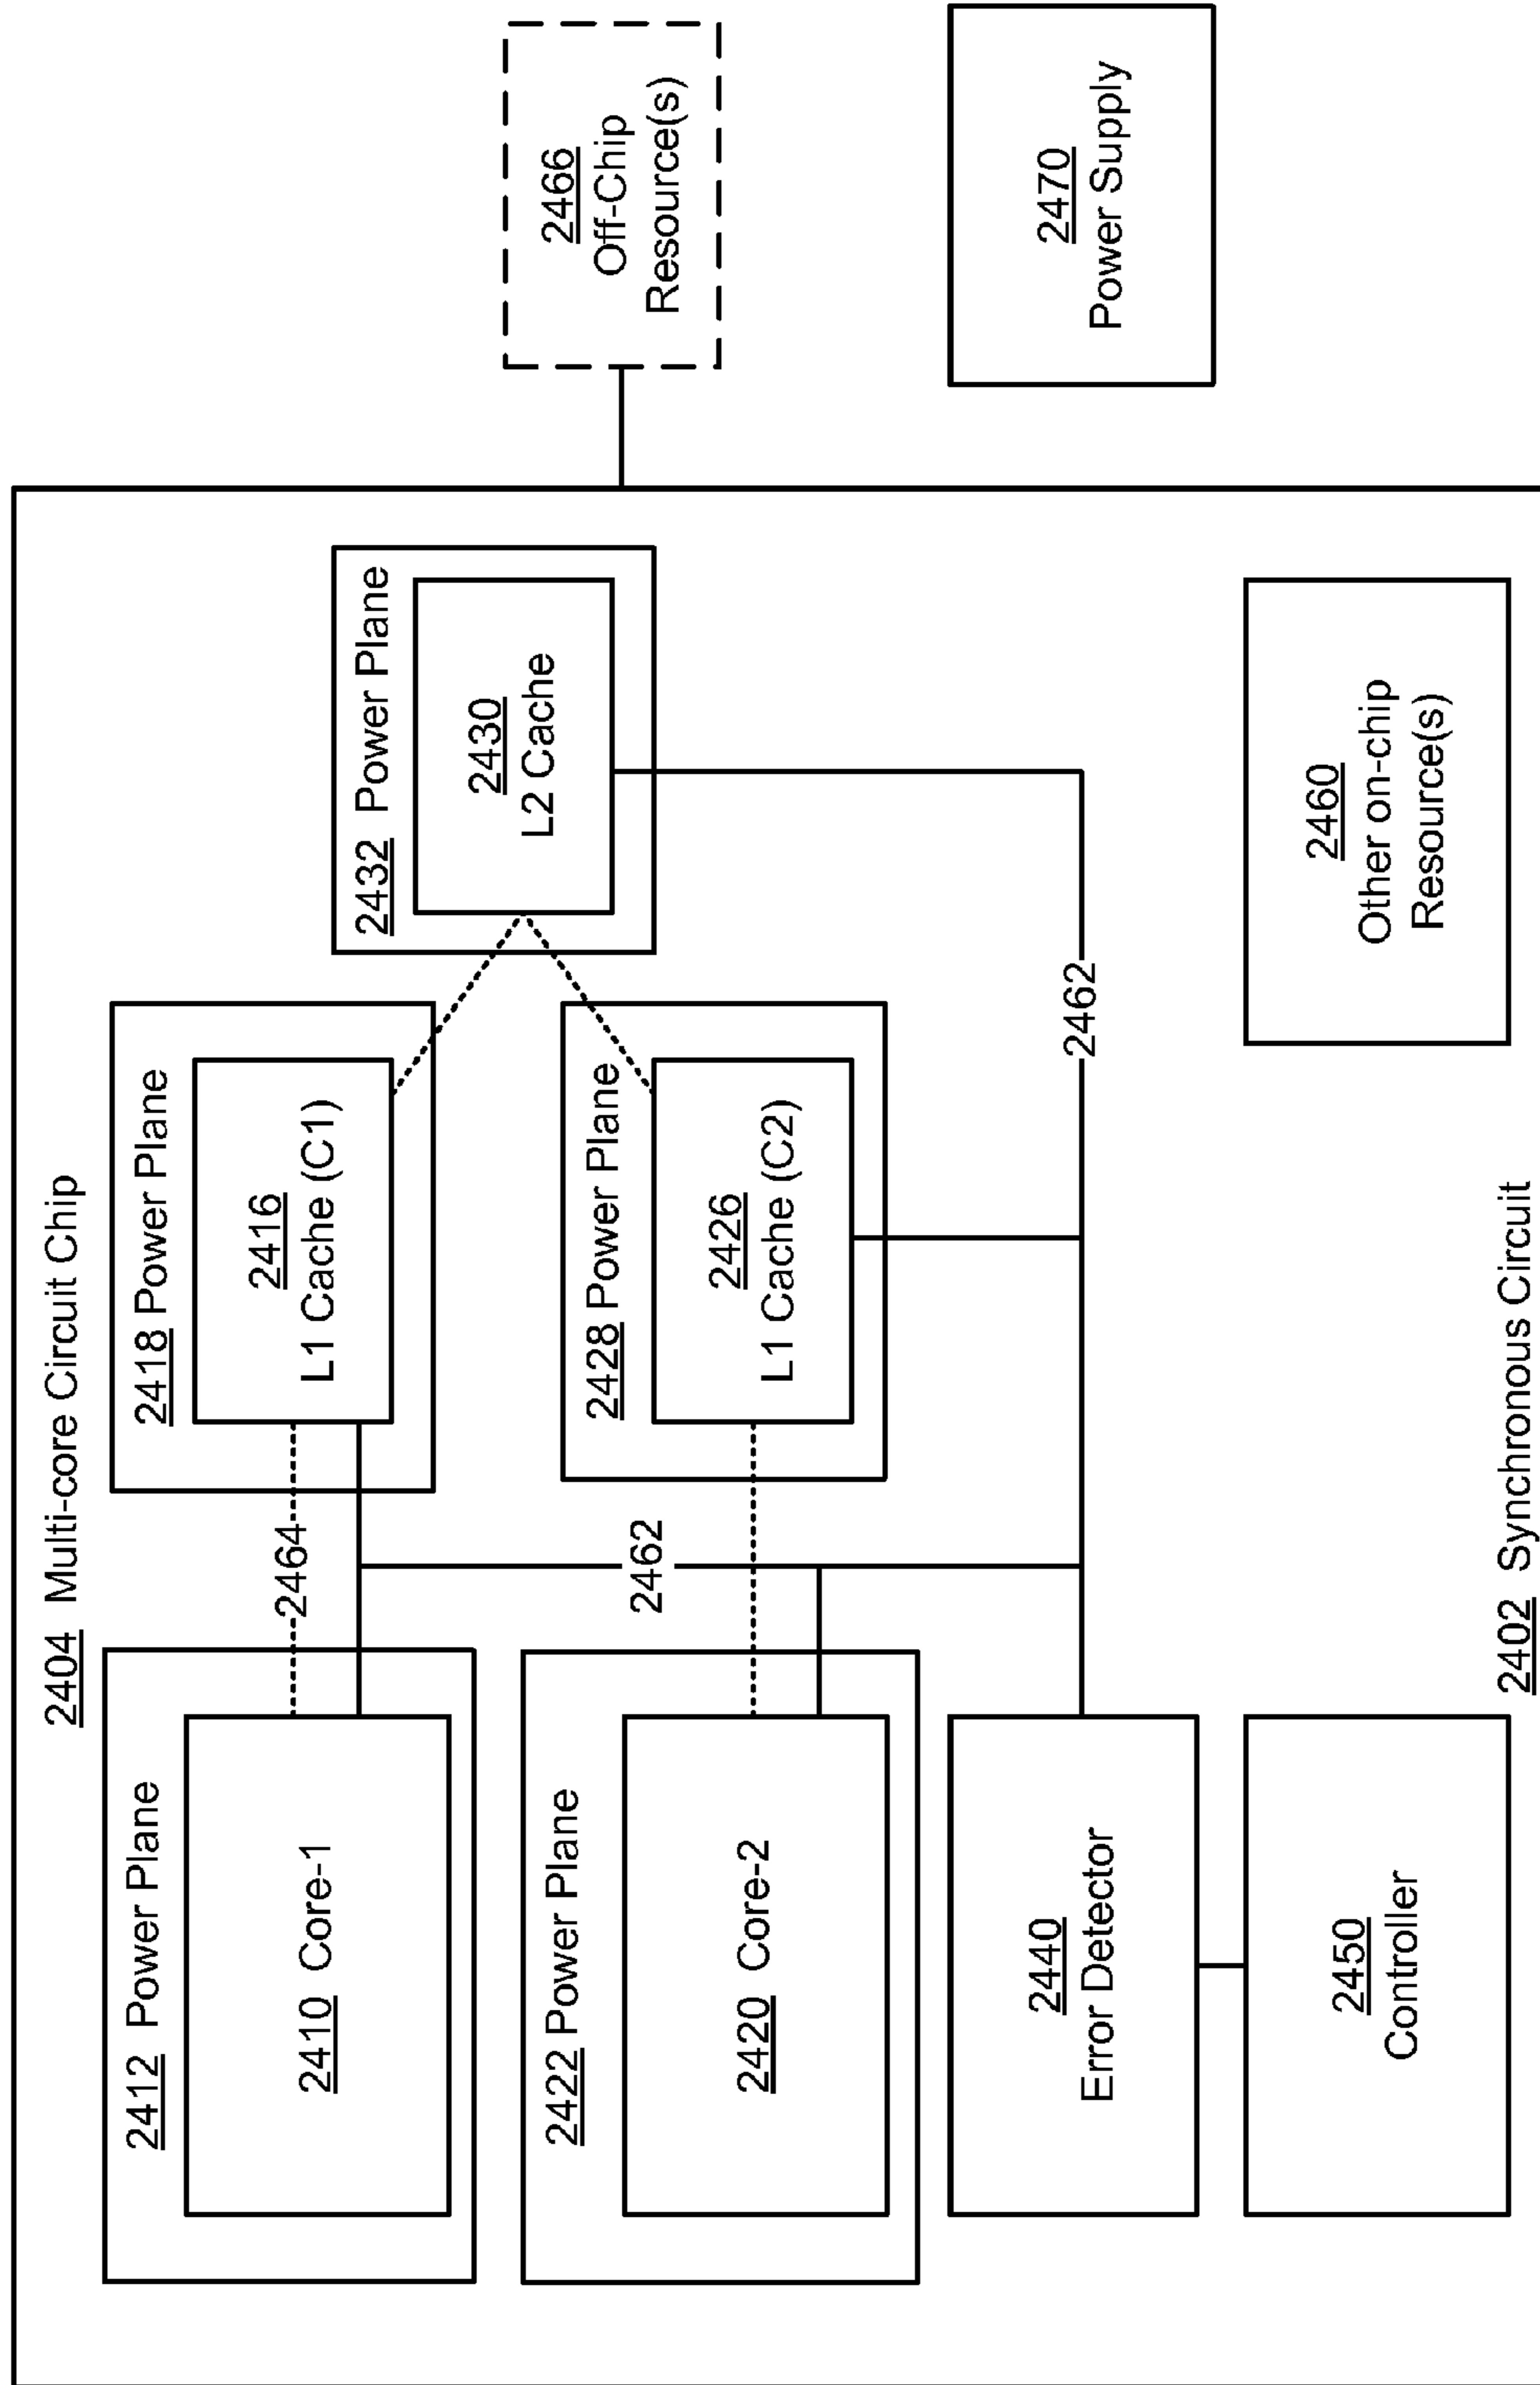 2404 Multi-core Circuit Chip
2412 Power Plane
2410 Core-1
2464
2418 Power Plane
2416
L1 Cache (C1)
2432 Power Plane
2430
L2 Cache
2466
Off-Chip
Resource(s)
2422 Power Plane
2420 Core-2
2462
2428 Power Plane
2426
L1 Cache (C2)
2440
Error Detector
2462
2470
Power Supply
2450
Controller
2460
Other on-chip
Resource(s)
2402 Synchronous Circuit